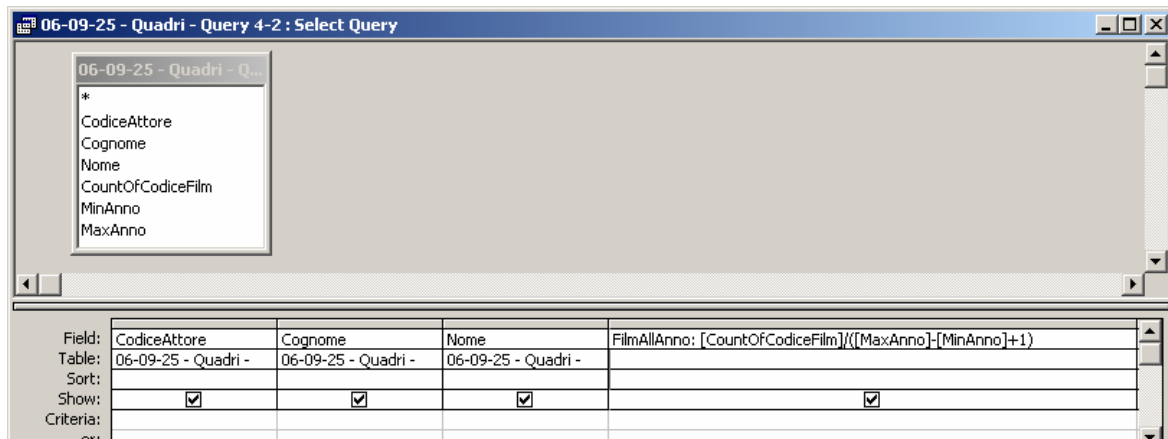 06-09-25 - Quadri - Query 4-2 : Select Query
06-09-25 - Quadri - Q...
*
CodiceAttore
Cognome
Nome
CountOfCodiceFilm
MinAnno
MaxAnno
Field: CodiceAttore Cognome Nome FilmAllAnno: [CountOfCodiceFilm]/([MaxAnno]-[MinAnno]+1)
Table: 06-09-25 - Quadri - 06-09-25 - Quadri - 06-09-25 - Quadri -
Sort:
Show:
Criteria:
or: